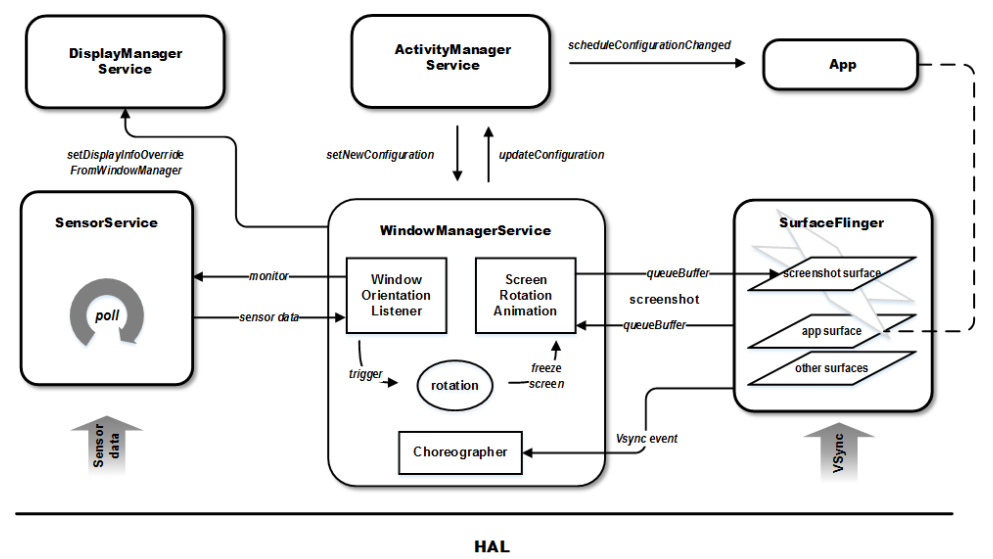 DisplayManager
Service
ActivityManager
Service
scheduleConfigurationChanged
App
setDisplayInfoOverride
FromWindowManager
setNewConfiguration
updateConfiguration
SensorService
WindowManagerService
SurfaceFlinger
monitor
Window
Orientation
Listener
Screen
Rotation
Animation
queueBuffer
screenshot surface
screenshot
poll
sensor data
queueBuffer
app surface
trigger
rotation
freeze
screen
other surfaces
Choreographer
Vsync event
Sensor
data
VSync
HAL